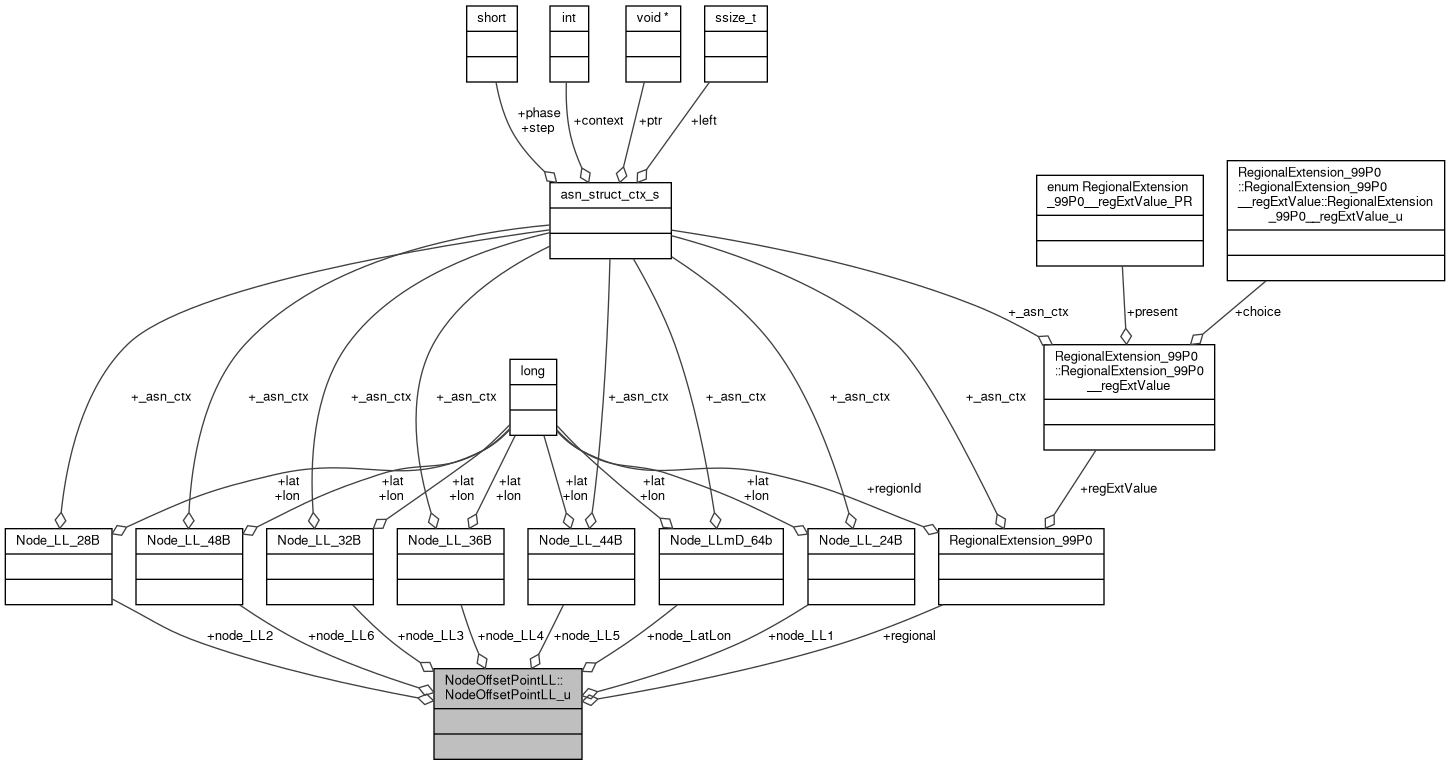 short
int
void *
ssize_t
+phase
+step
+context
+ptr
+left
asn_struct_ctx_s
enum RegionalExtension
_99P0__regExtValue_PR
RegionalExtension_99P0
::RegionalExtension_99P0
__regExtValue::RegionalExtension
_99P0__regExtValue_u
+_asn_ctx
+present
+choice
RegionalExtension_99P0
::RegionalExtension_99P0
__regExtValue
long
+_asn_ctx
+_asn_ctx
+_asn_ctx
+_asn_ctx
+_asn_ctx
+_asn_ctx
+_asn_ctx
+_asn_ctx
+lat
+lon
+lat
+lon
+lat
+lon
+lat
+lon
+lat
+lon
+lat
+lon
+lat
+lon
+regionId
+regExtValue
Node_LL_28B
Node_LL_48B
Node_LL_32B
Node_LL_36B
Node_LL_44B
Node_LLmD_64b
Node_LL_24B
RegionalExtension_99P0
+node_LL2
+node_LL6
+node_LL3
+node_LL4
+node_LL5
+node_LatLon
+node_LL1
+regional
NodeOffsetPointLL::
NodeOffsetPointLL_u